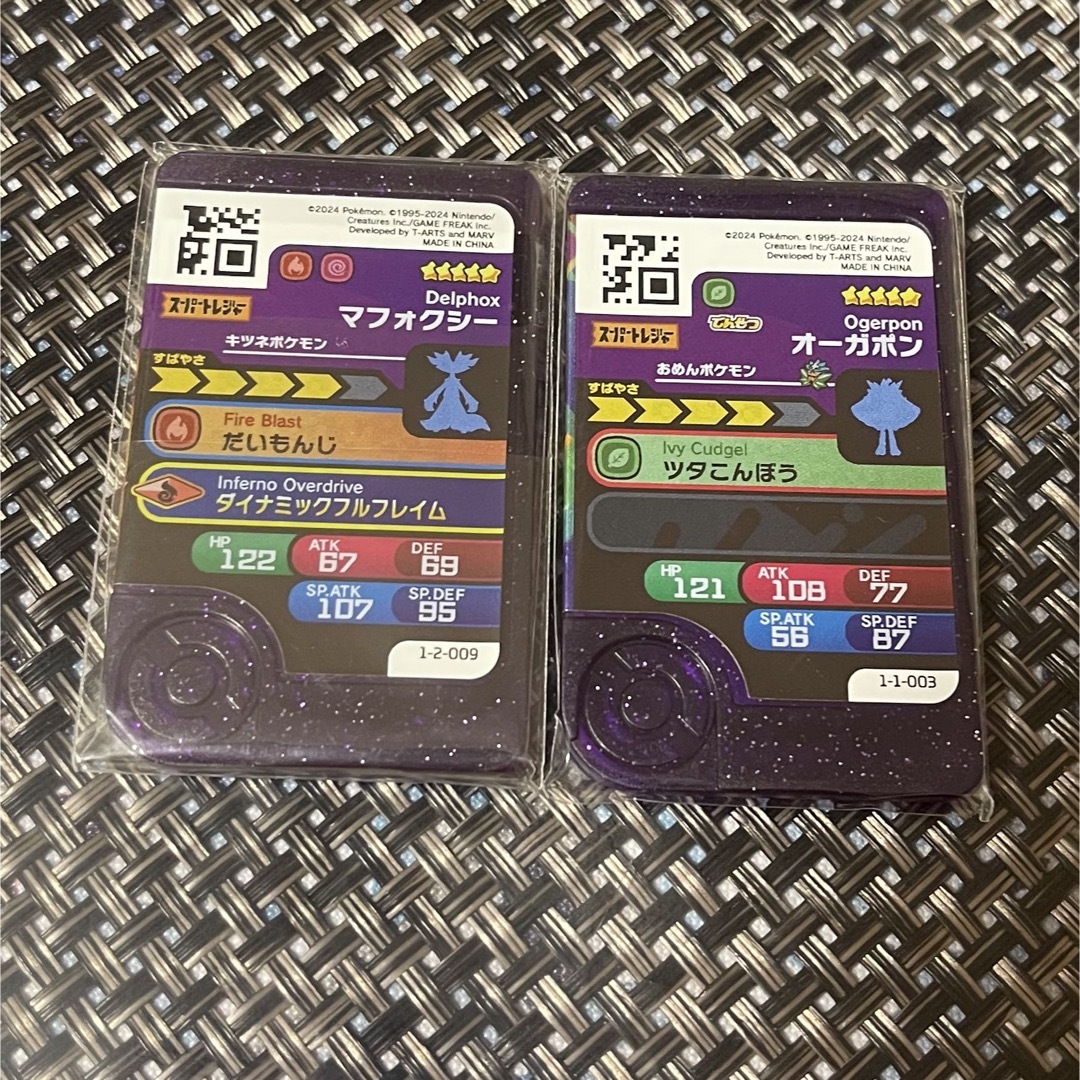 ©2024 Pokémon. ©1995-2024 Nintendo/
Creatures Inc./GAME FREAK Inc.
Developed by T-ARTS and MARV
MADE IN CHINA
スーパートレジャー
Delphox
マフォクシー
キツネポケモン
すばやさ
Fire Blast
だいもんじ
Inferno Overdrive
ダイナミックフルフレイム
HP
122
ATK
67
DEF
69
SP.ATK
107
SP.DEF
95
1-2-009
©2024 Pokémon. ©1995-2024 Nintendo/
Creatures Inc./GAME FREAK Inc.
Developed by T-ARTS and MARV
MADE IN CHINA
でんせつ
スーパートレジャー
Ogerpon
オーガポン
おめんポケモン
すばやさ
Ivy Cudgel
ツタこんぼう
HP
121
ATK
108
DEF
77
SP.ATK
56
SP.DEF
87
1-1-003